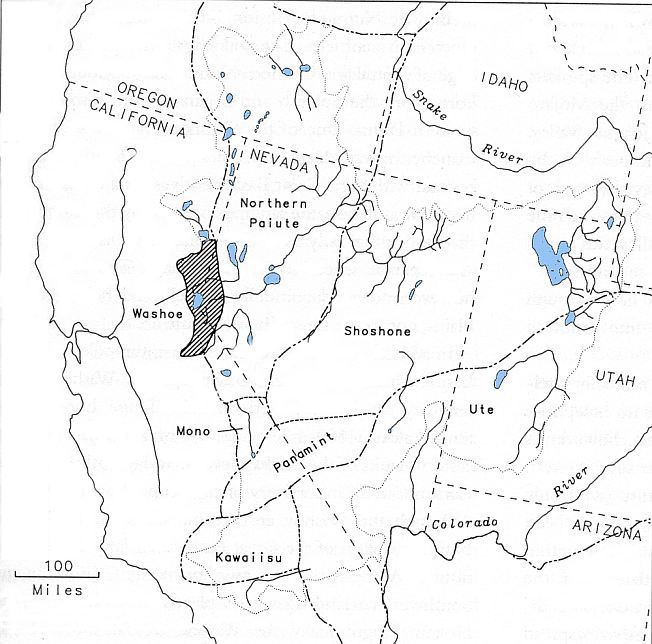 IDAHO
OREGON
CALIFORNIA
Snake
River
NEVADA
Northern
Paiute
Washoe
Shoshone
UTAH
Ute
Mono
Panamint
River
Colorado
ARIZONA
Kawaiisu
100
Miles